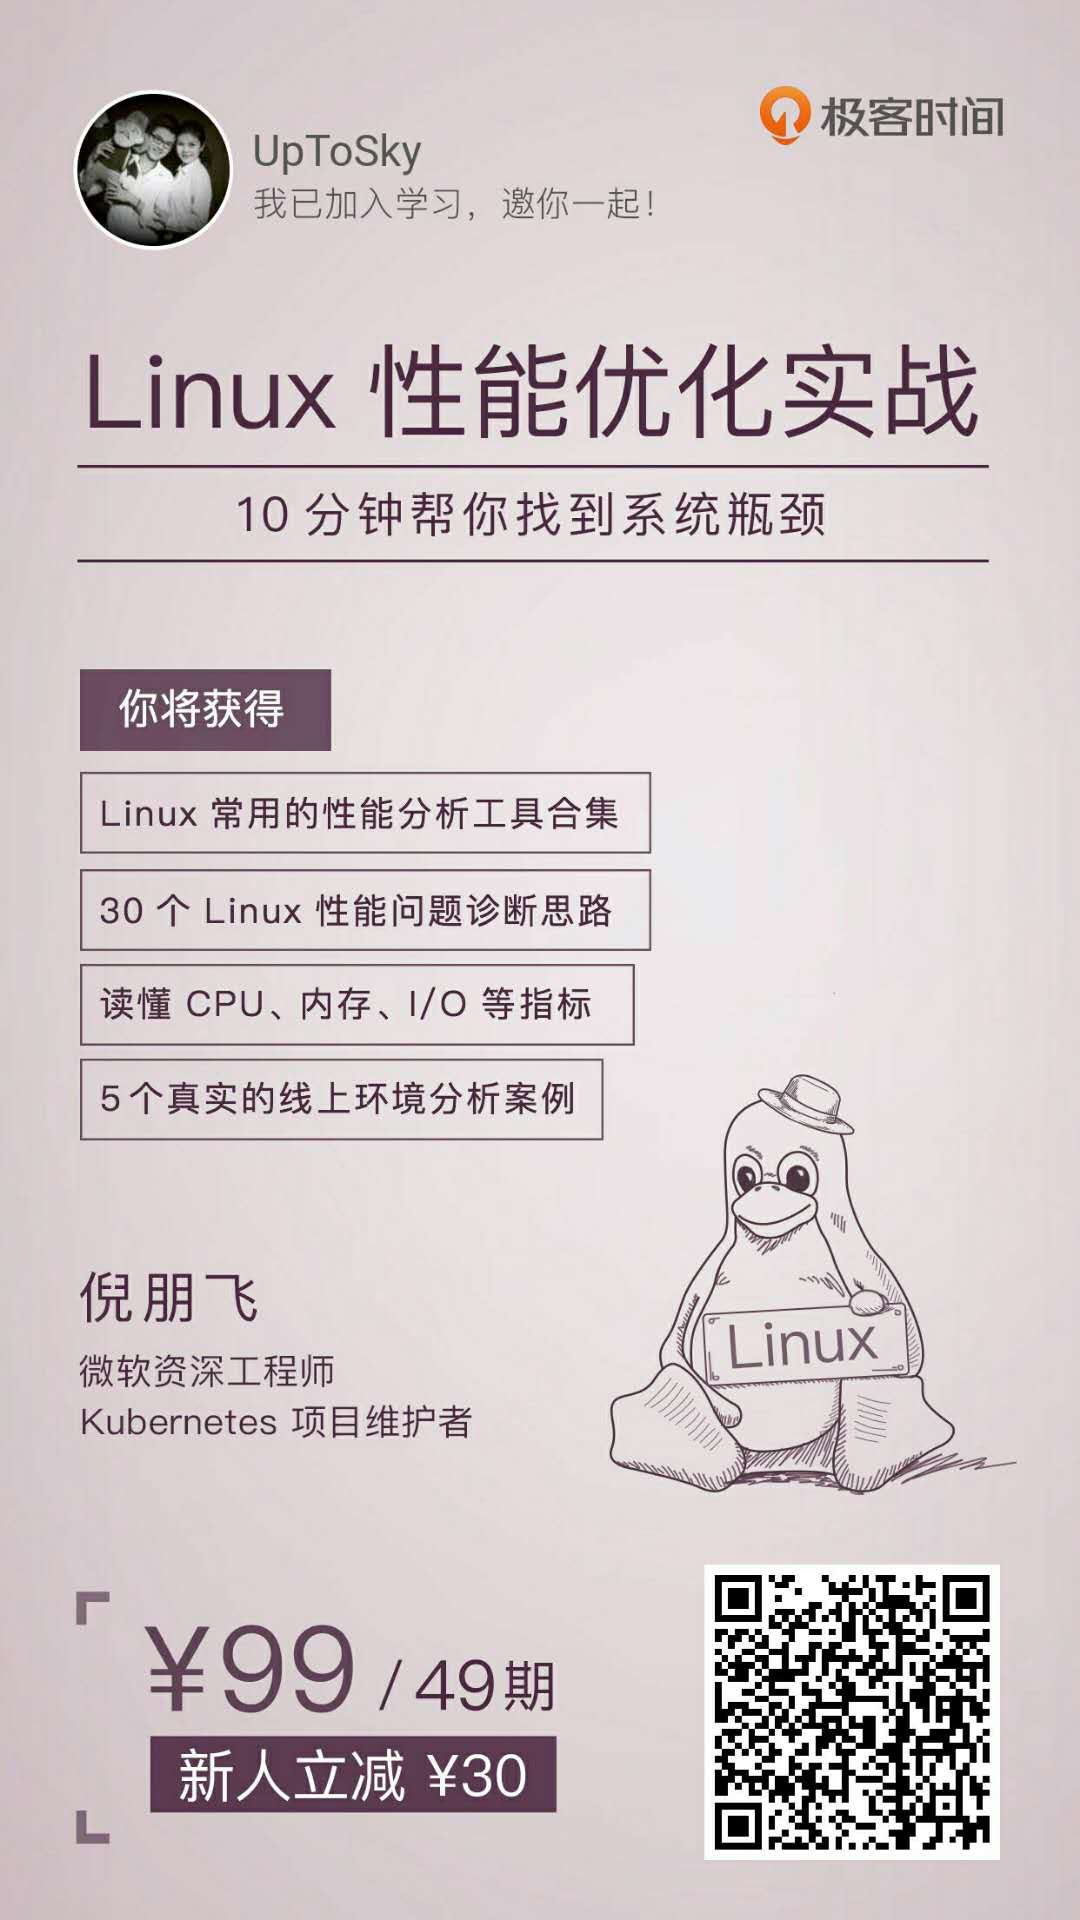 极客时间
UpToSky
我已加入学习，邀你一起！
Linux 性能优化实战
10 分钟帮你找到系统瓶颈
你将获得
Linux 常用的性能分析工具合集
30 个 Linux 性能问题诊断思路
读懂 CPU、内存、I/O 等指标
5 个真实的线上环境分析案例
倪朋飞
微软资深工程师
Kubernetes 项目维护者
Linux
¥99 / 49期
新人立减 ¥30